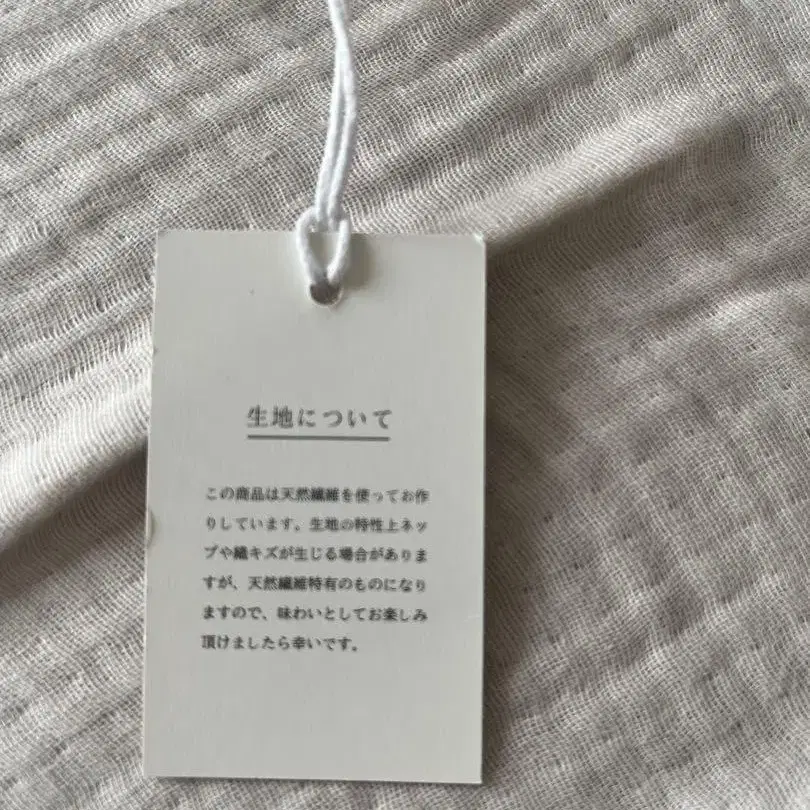 生地について
この商品は天然繊維を使ってお作
りしています。生地の特性上ネッ
プや織キズが生じる場合がありま
すが、天然繊維特有のものになり
ますので、味わいとしてお楽しみ
頂けましたら幸いです。